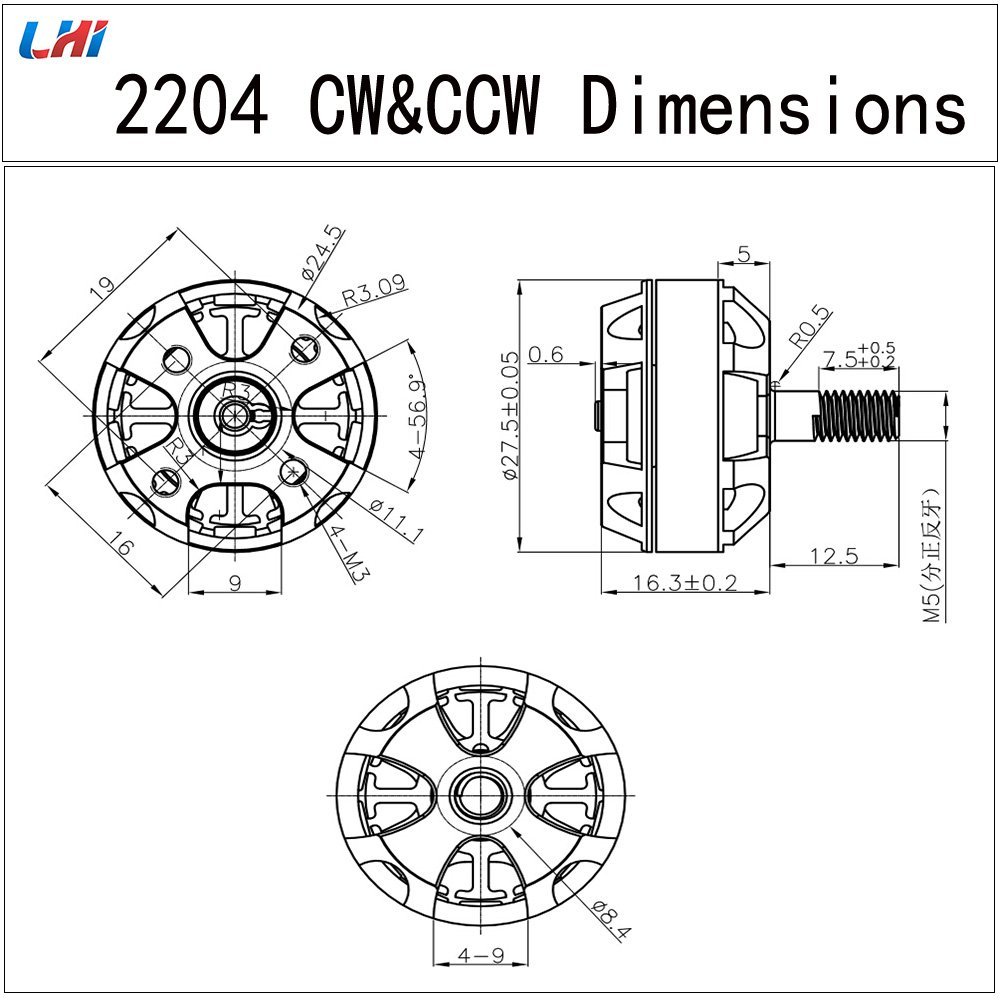 LHI
2204 CW&CCW Dimensions
19
ø24.5
R3.09
R3
4-56.9°
R3
16
ø11.1
4-M3
9
5
R0.5
0.6
7.5+0.5
+0.2
ø27.5±0.05
16.3±0.2
12.5
M5(分正反牙)
ø8.4
4-9